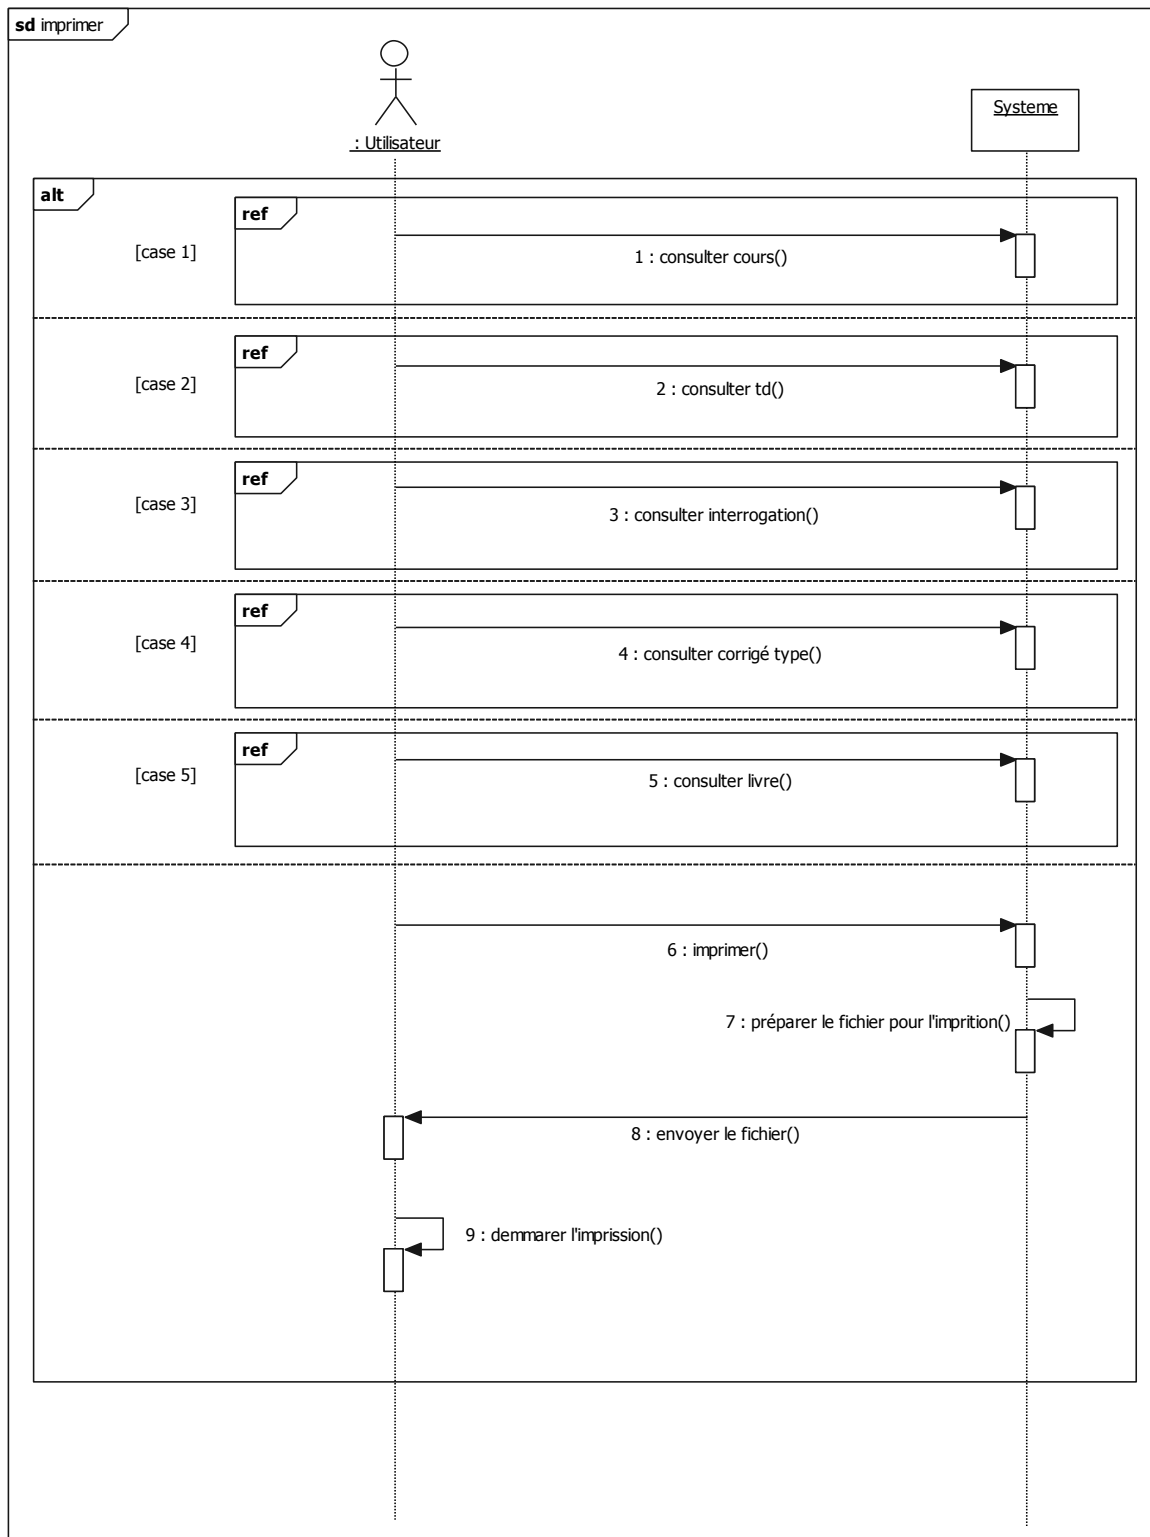 sd imprimer
: Utilisateur
Systeme
alt
ref
[case 1]
1 : consulter cours()
ref
[case 2]
2 : consulter td()
ref
[case 3]
3 : consulter interrogation()
ref
[case 4]
4 : consulter corrigé type()
ref
[case 5]
5 : consulter livre()
6 : imprimer()
7 : préparer le fichier pour l'imprition()
8 : envoyer le fichier()
9 : demmarer l'imprission()